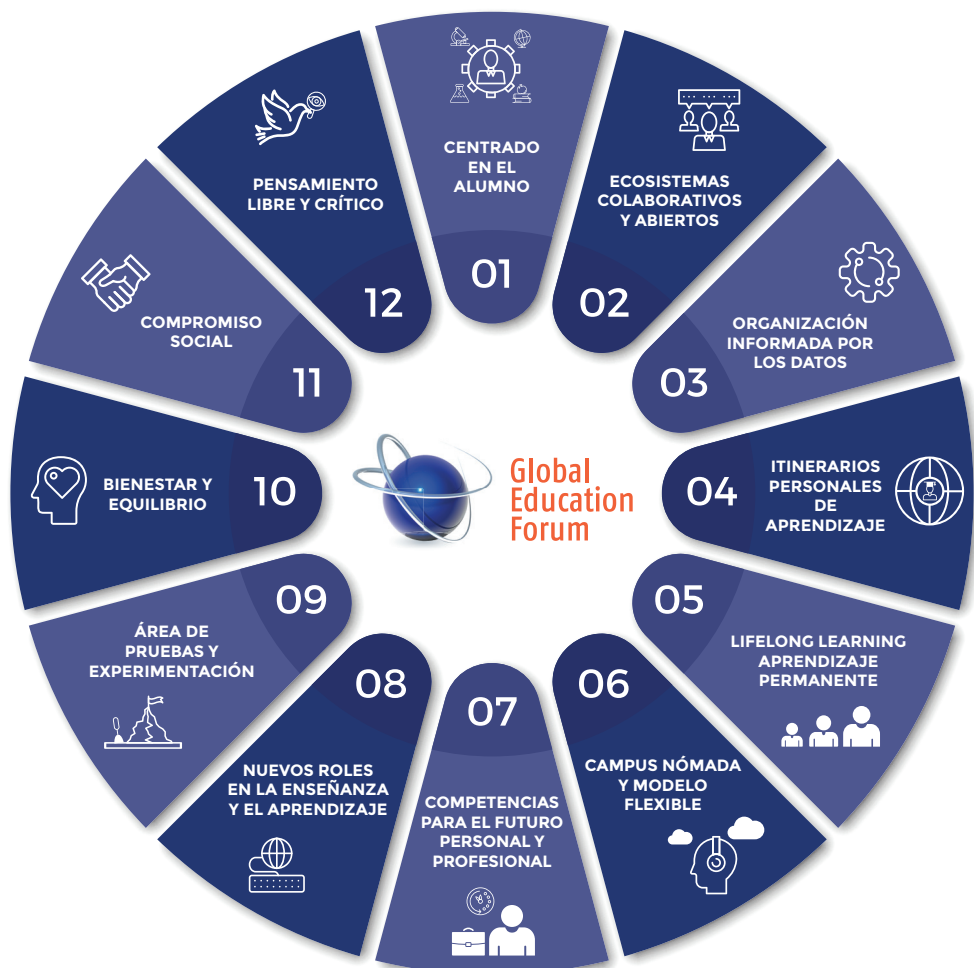 CENTRADO
EN EL
ALUMNO
01
ECOSISTEMAS
COLABORATIVOS
Y ABIERTOS
02
ORGANIZACIÓN
INFORMADA POR
LOS DATOS
03
ITINERARIOS
PERSONALES
DE
APRENDIZAJE
04
LIFELONG LEARNING
APRENDIZAJE
PERMANENTE
05
CAMPUS NÓMADA
Y MODELO
FLEXIBLE
06
COMPETENCIAS
PARA EL FUTURO
PERSONAL Y
PROFESIONAL
07
NUEVOS ROLES
EN LA ENSEÑANZA
Y EL APRENDIZAJE
08
ÁREA DE
PRUEBAS Y
EXPERIMENTACIÓN
09
BIENESTAR Y
EQUILIBRIO
10
COMPROMISO
SOCIAL
11
PENSAMIENTO
LIBRE Y CRÍTICO
12
Global
Education
Forum